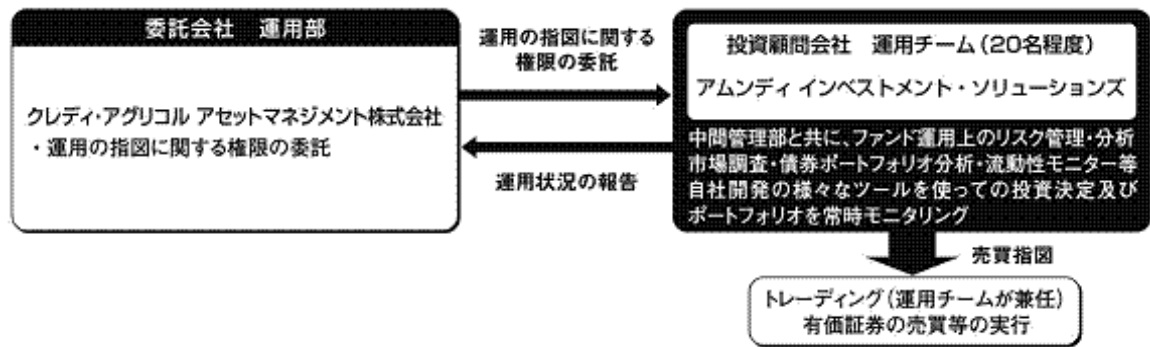 委託会社 運用部
クレディ・アグリコル アセットマネジメント株式会社
・運用の指図に関する権限の委託
運用の指図に関する
権限の委託
運用状況の報告
投資顧問会社 運用チーム(20名程度)
アムンディ インベストメント・ソリューションズ
中間管理部と共に、ファンド運用上のリスク管理・分析
市場調査・債券ポートフォリオ分析・流動性モニター等
自社開発の様々なツールを使っての投資決定及び
ポートフォリオを常時モニタリング
売買指図
トレーディング(運用チームが兼任)
有価証券の売買等の実行